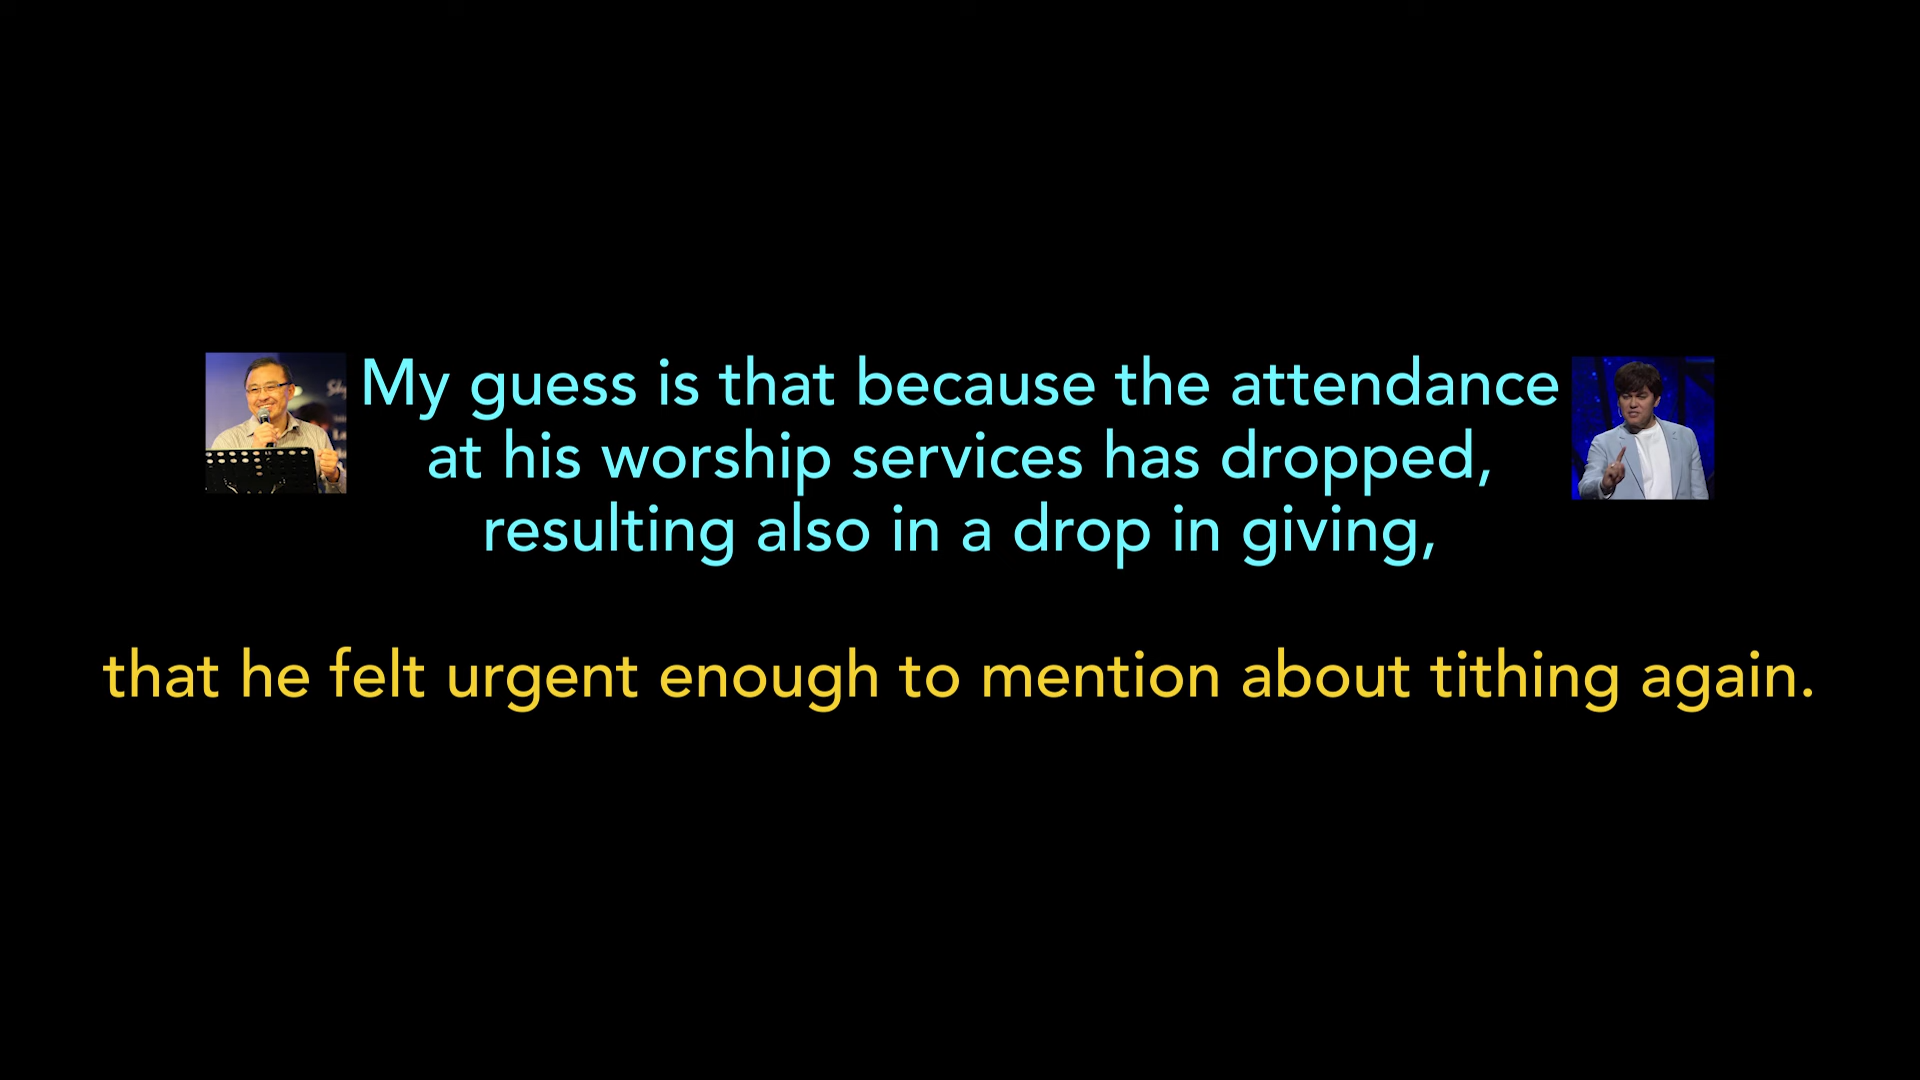 My guess is that because the attendance
at his worship services has dropped,
resulting also in a drop in giving,
that he felt urgent enough to mention about tithing again.